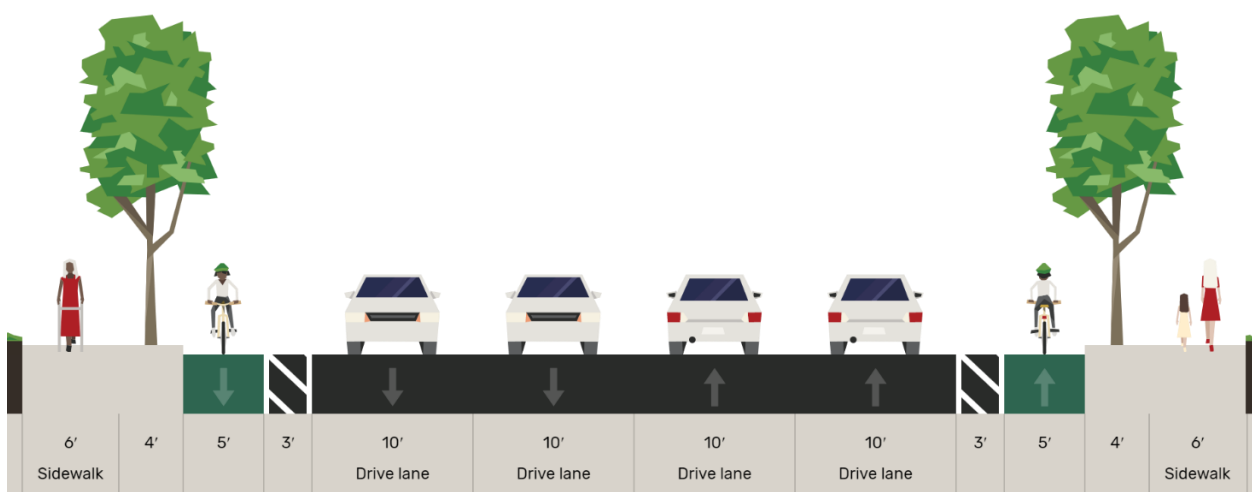 6′ 4′ 5′ 3′ 10′ 10′ 10′ 10′ 3′ 5′ 4′ 6′
Sidewalk Drive lane Drive lane Drive lane Drive lane Sidewalk